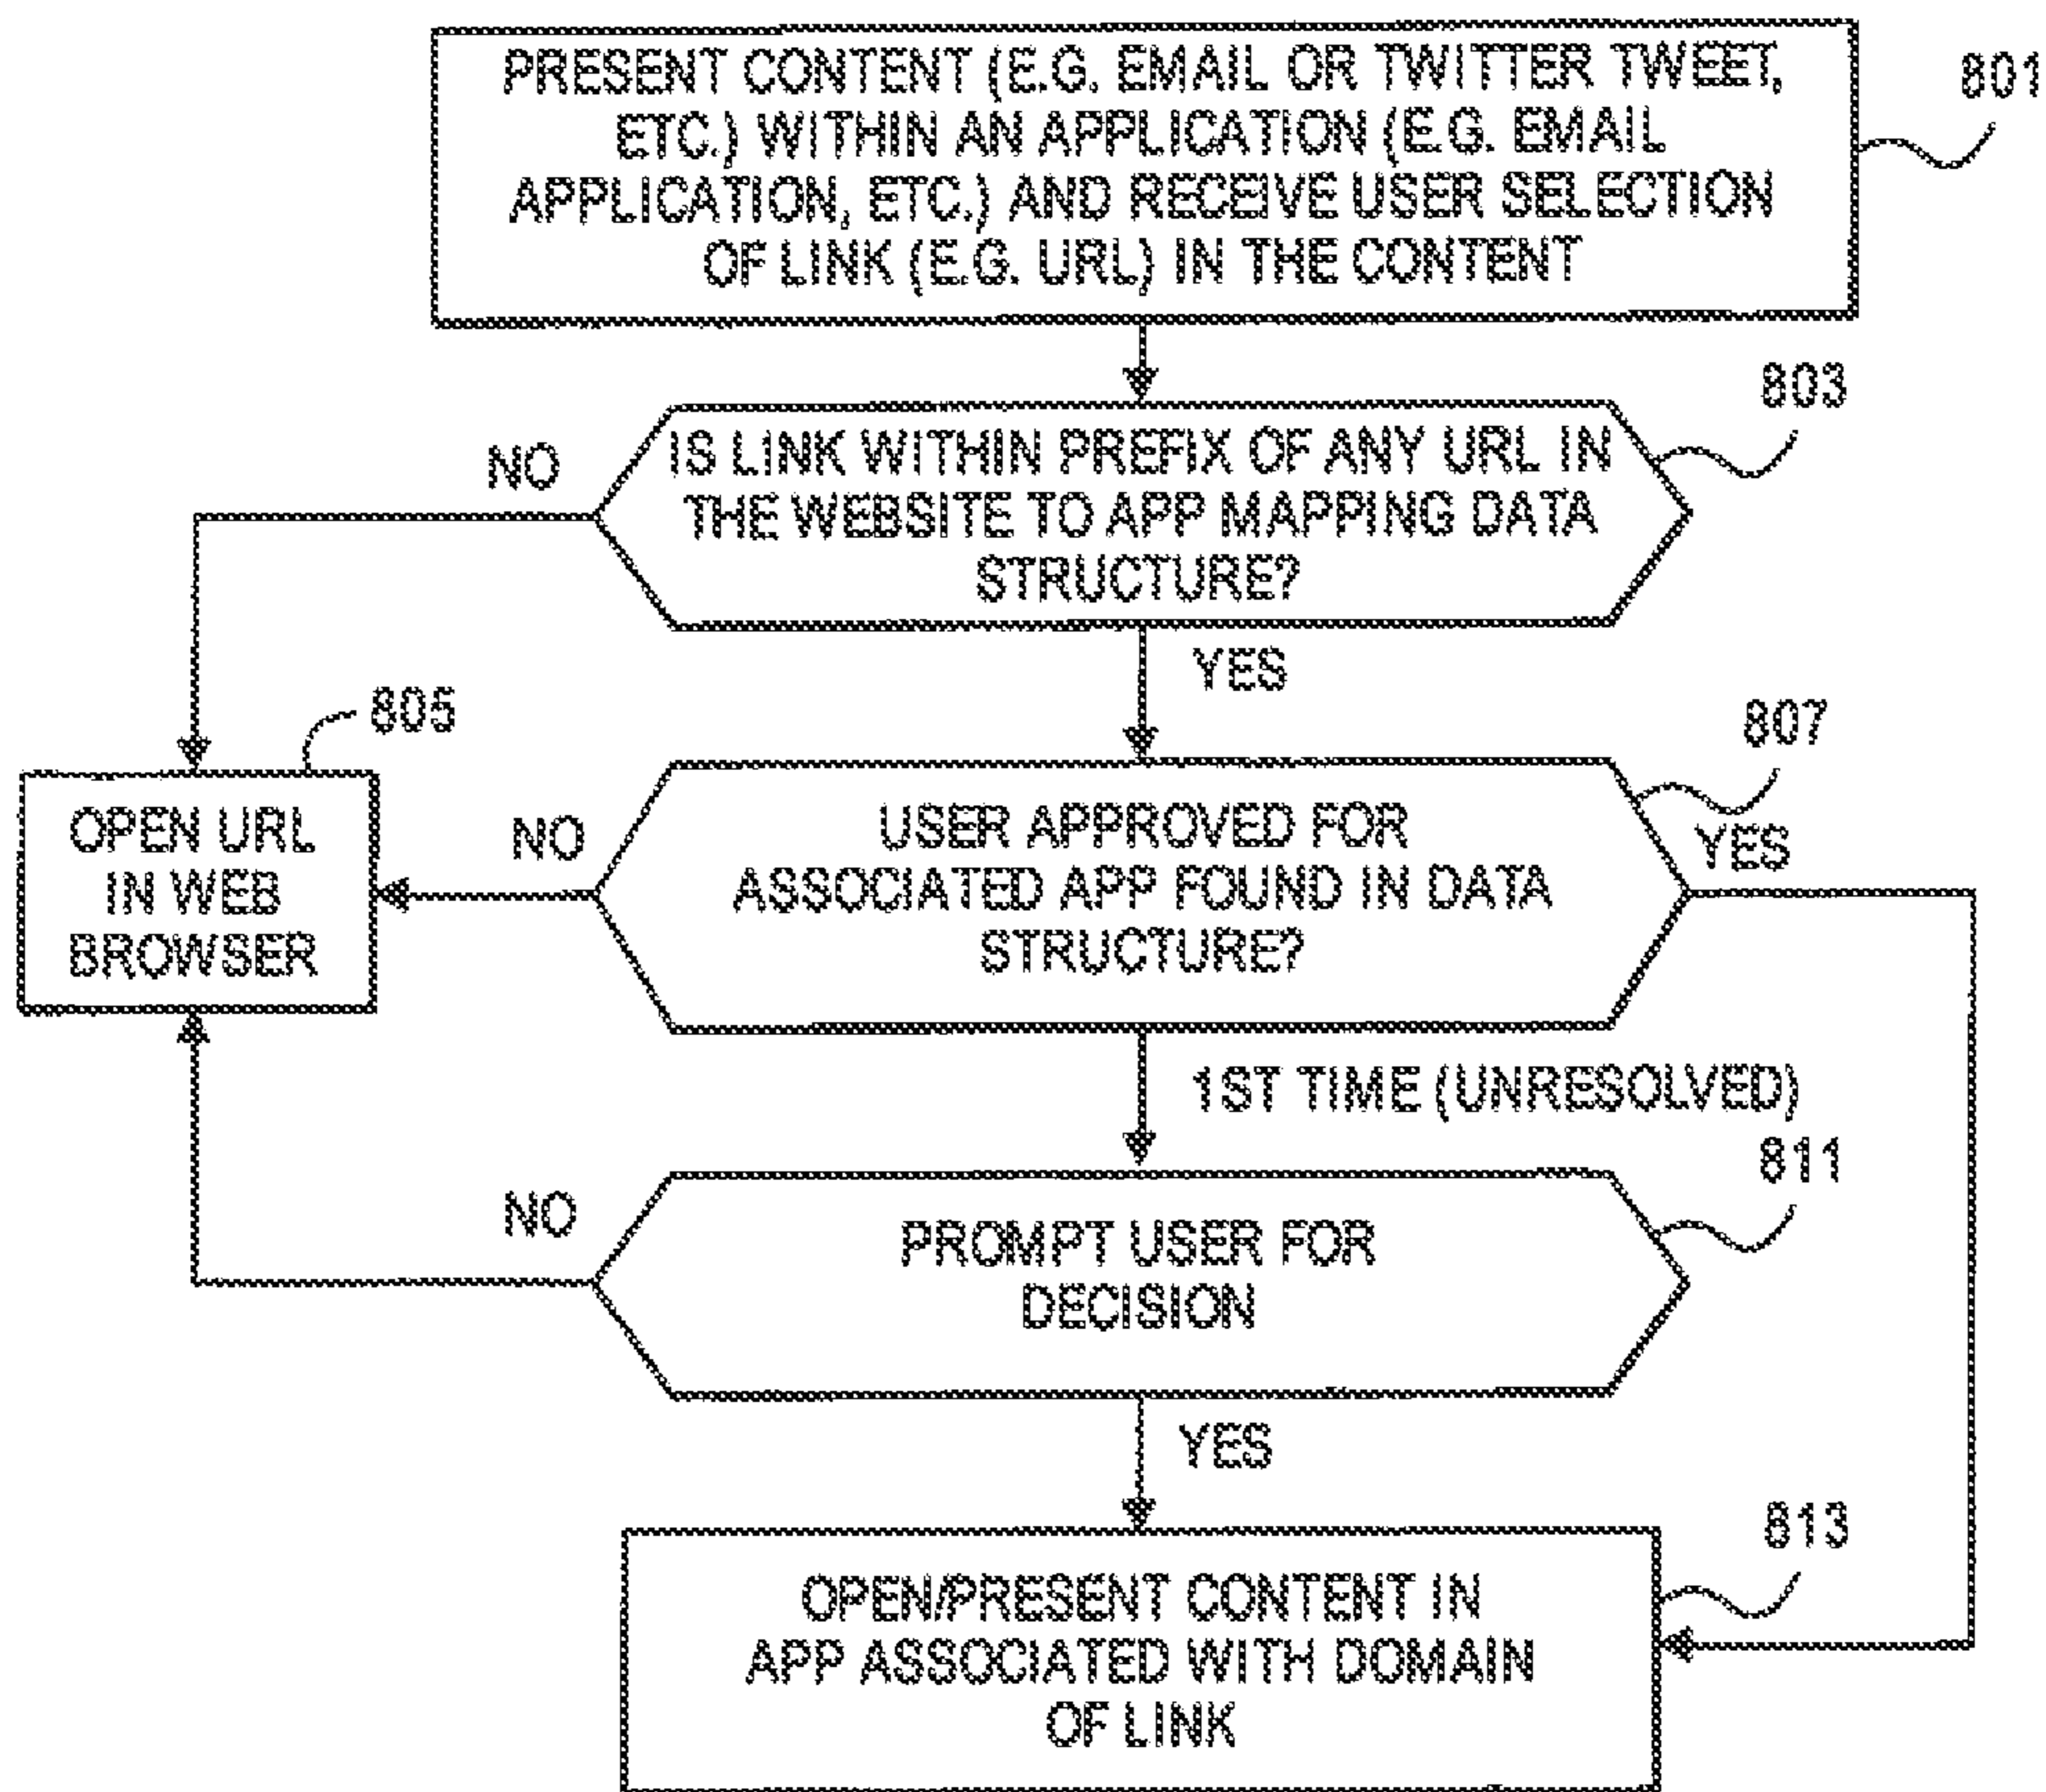 PRESENT CONTENT (E.G. EMAIL OR TWITTER TWEET,
ETC.) WITHIN AN APPLICATION (E.G. EMAIL
APPLICATION, ETC.) AND RECEIVE USER SELECTION
OF LINK (E.G. URL) IN THE CONTENT
801
803
NO
IS LINK WITHIN PREFIX OF ANY URL IN
THE WEBSITE TO APP MAPPING DATA
STRUCTURE?
YES
805
807
OPEN URL
IN WEB
BROWSER
NO
USER APPROVED FOR
ASSOCIATED APP FOUND IN DATA
STRUCTURE?
YES
1ST TIME (UNRESOLVED)
811
NO
PROMPT USER FOR
DECISION
YES
813
OPEN/PRESENT CONTENT IN
APP ASSOCIATED WITH DOMAIN
OF LINK